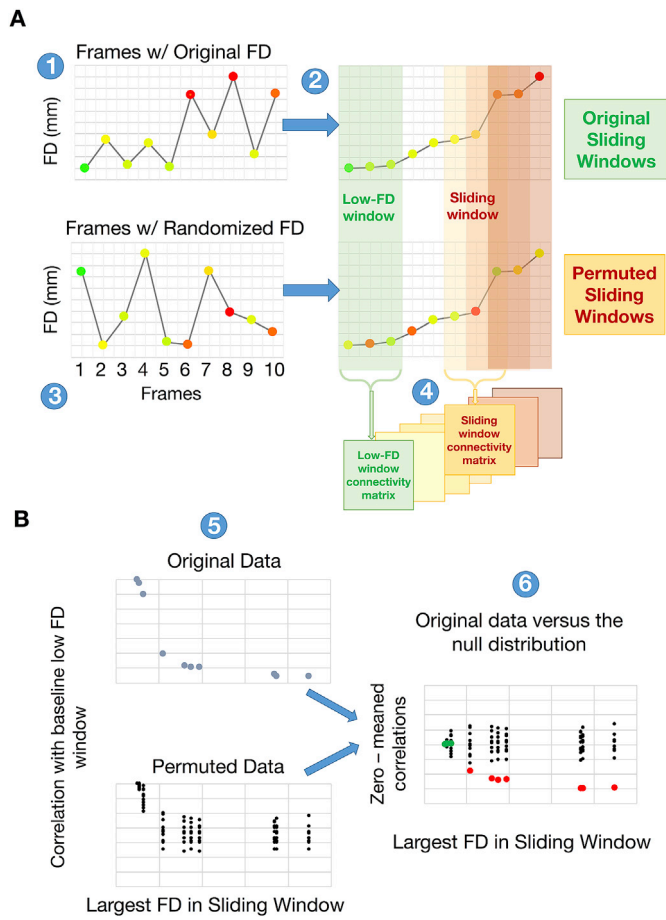 A
1
Frames w/ Original FD
FD (mm)
2
Original
Sliding
Windows
Low-FD
window
Sliding
window
Frames w/ Randomized FD
FD (mm)
Permuted
Sliding
Windows
1 2 3 4 5 6 7 8 9 10
Frames
3
4
Low-FD
window
connectivity
matrix
Sliding
window
connectivity
matrix
B
5
Original Data
Correlation with baseline low FD
window
Permuted Data
Largest FD in Sliding Window
6
Original data versus the
null distribution
Zero – meaned
correlations
Largest FD in Sliding Window